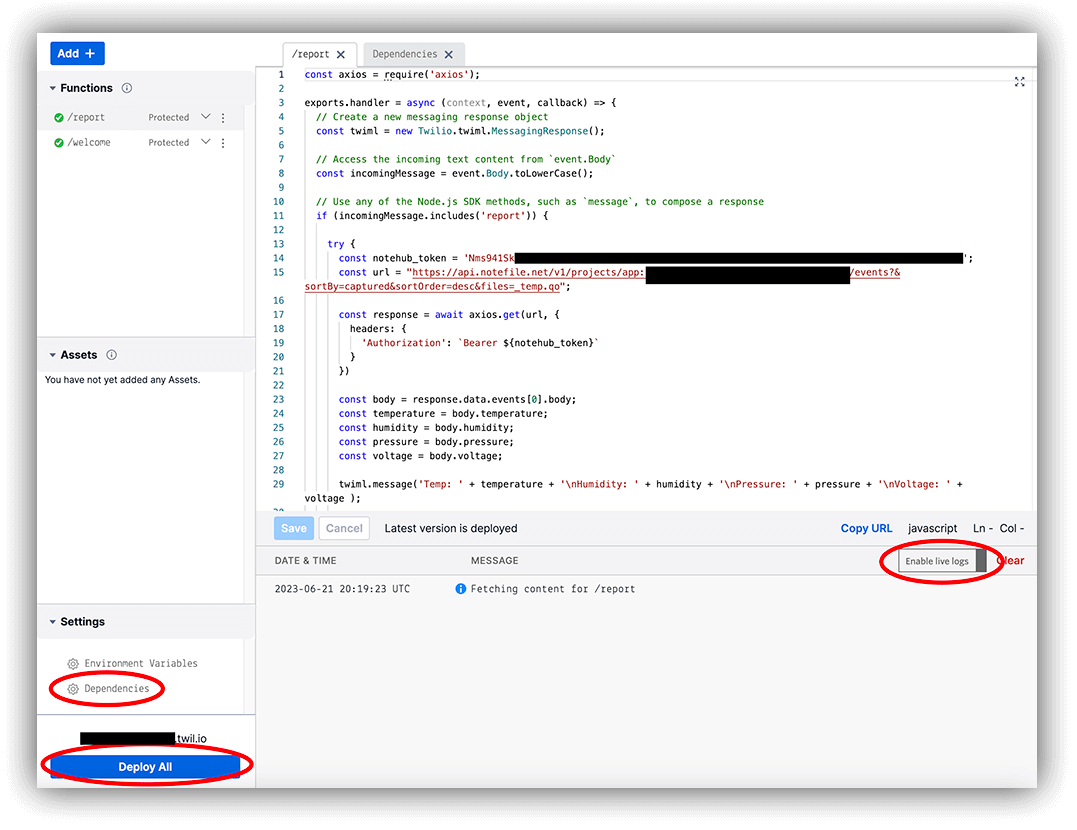 Add +
Functions
/report Protected
/welcome Protected
Assets
You have not yet added any Assets.
Settings
Environment Variables
Dependencies
.twil.io
Deploy All
/report
Dependencies
1 const axios = require('axios');
2
3 exports.handler = async (context, event, callback) => {
4 // Create a new messaging response object
5 const twiml = new Twilio.twiml.MessagingResponse();
6
7 // Access the incoming text content from `event.Body`
8 const incomingMessage = event.Body.toLowerCase();
9
10 // Use any of the Node.js SDK methods, such as `message`, to compose a response
11 if (incomingMessage.includes('report')) {
12
13 try {
14 const notehub_token = 'Nms941Sk ';
15 const url = "https://api.notefile.net/v1/projects/app: /events?&
sortBy=captured&sortOrder=desc&files=_temp.qo";
16
17 const response = await axios.get(url, {
18 headers: {
19 'Authorization': `Bearer ${notehub_token}`
20 }
21 })
22
23 const body = response.data.events[0].body;
24 const temperature = body.temperature;
25 const humidity = body.humidity;
26 const pressure = body.pressure;
27 const voltage = body.voltage;
28
29 twiml.message('Temp: ' + temperature + '\nHumidity: ' + humidity + '\nPressure: ' + pressure + '\nVoltage: ' +
voltage );
Save Cancel Latest version is deployed Copy URL javascript Ln - Col -
DATE & TIME MESSAGE Enable live logs Clear
2023-06-21 20:19:23 UTC Fetching content for /report